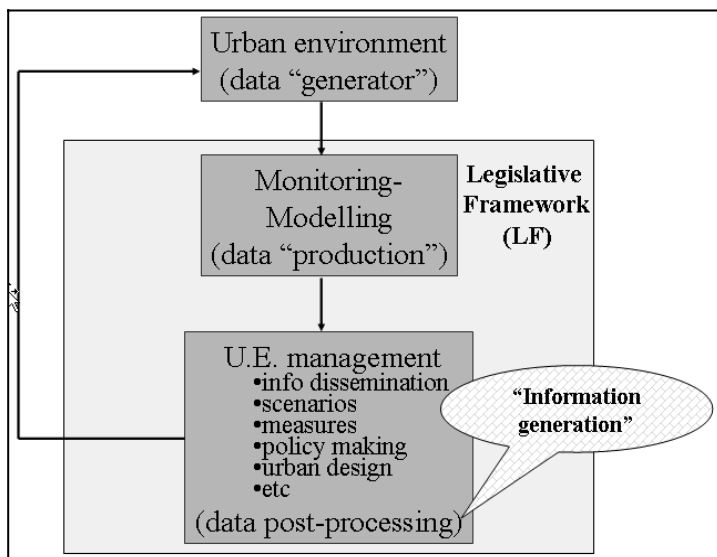 Urban environment
(data “generator”)
Monitoring-
Modelling
(data “production”)
Legislative
Framework
(LF)
U.E. management
•info dissemination
•scenarios
•measures
•policy making
•urban design
•etc
(data post-processing)
“Information
generation”